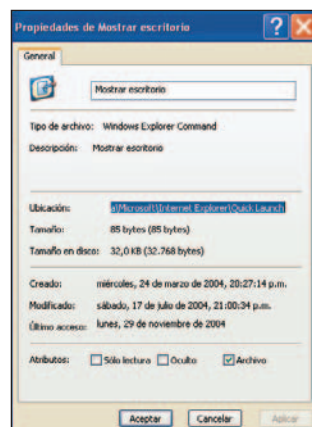 Propiedades de Mostrar escritorio
General
Mostrar escritorio
Tipo de archivo: Windows Explorer Command
Descripción: Mostrar escritorio
Ubicación: a\Microsoft\Internet Explorer\Quick Launch
Tamaño: 85 bytes (85 bytes)
Tamaño en disco: 32,0 KB (32.768 bytes)
Creado: miércoles, 24 de marzo de 2004, 20:27:14 p.m.
Modificado: sábado, 17 de julio de 2004, 21:00:34 p.m.
Último acceso: lunes, 29 de noviembre de 2004
Atributos: Sólo lectura Oculto Archivo
Aceptar Cancelar Aplicar